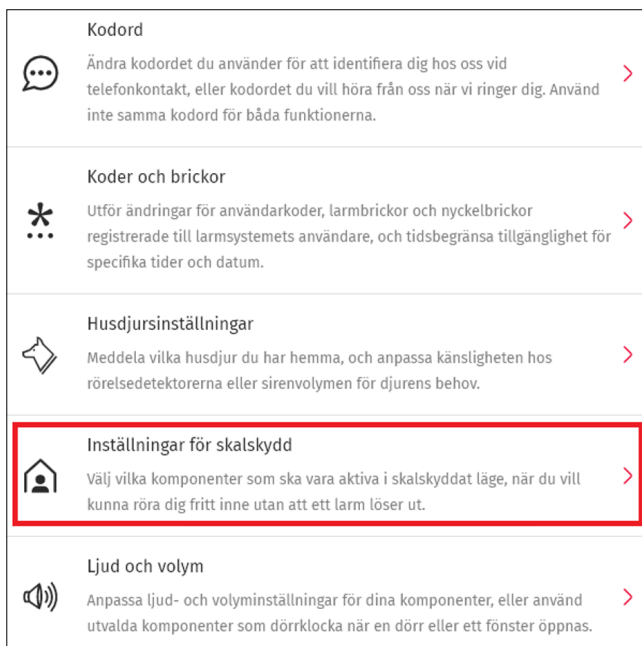 Kodord
Ändra kodordet du använder för att identifiera dig hos oss vid
telefonkontakt, eller kodordet du vill höra från oss när vi ringer dig. Använd
inte samma kodord för båda funktionerna.
Koder och brickor
Utför ändringar för användarkoder, larmbrickor och nyckelbrickor
registrerade till larmsystemets användare, och tidsbegränsa tillgänglighet för
specifika tider och datum.
Husdjursinställningar
Meddela vilka husdjur du har hemma, och anpassa känsligheten hos
rörelsedetektorerna eller sirenvolymen för djurens behov.
Inställningar för skalskydd
Välj vilka komponenter som ska vara aktiva i skalskyddat läge, när du vill
kunna röra dig fritt inne utan att ett larm löser ut.
Ljud och volym
Anpassa ljud- och volyminställningar för dina komponenter, eller använd
utvalda komponenter som dörrklocka när en dörr eller ett fönster öppnas.